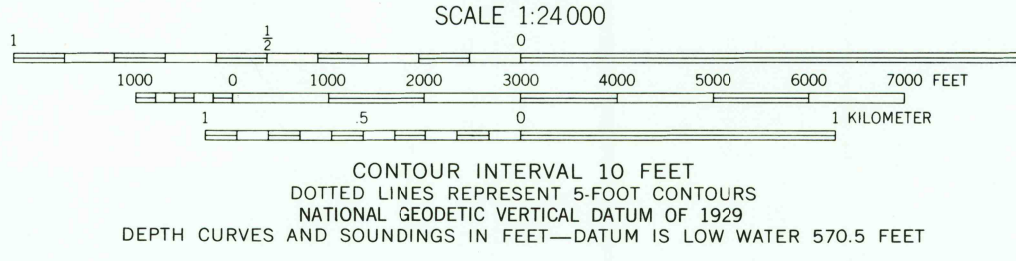 SCALE 1:24 000
1 1/2 0
1000 0 1000 2000 3000 4000 5000 6000 7000 FEET
1 .5 0 1 KILOMETER
CONTOUR INTERVAL 10 FEET
DOTTED LINES REPRESENT 5-FOOT CONTOURS
NATIONAL GEODETIC VERTICAL DATUM OF 1929
DEPTH CURVES AND SOUNDINGS IN FEET—DATUM IS LOW WATER 570.5 FEET